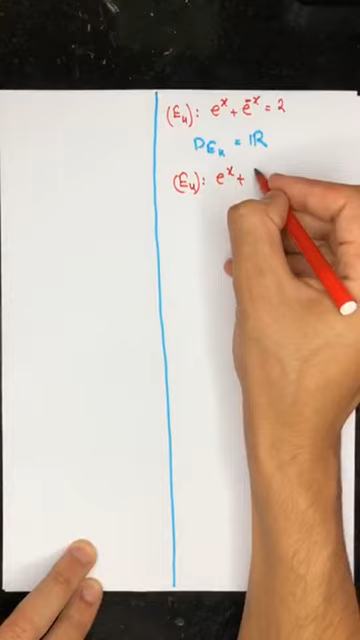 (E₄): eˣ + e⁻ˣ = 2
D_E₄ = ℝ
(E₄): eˣ +